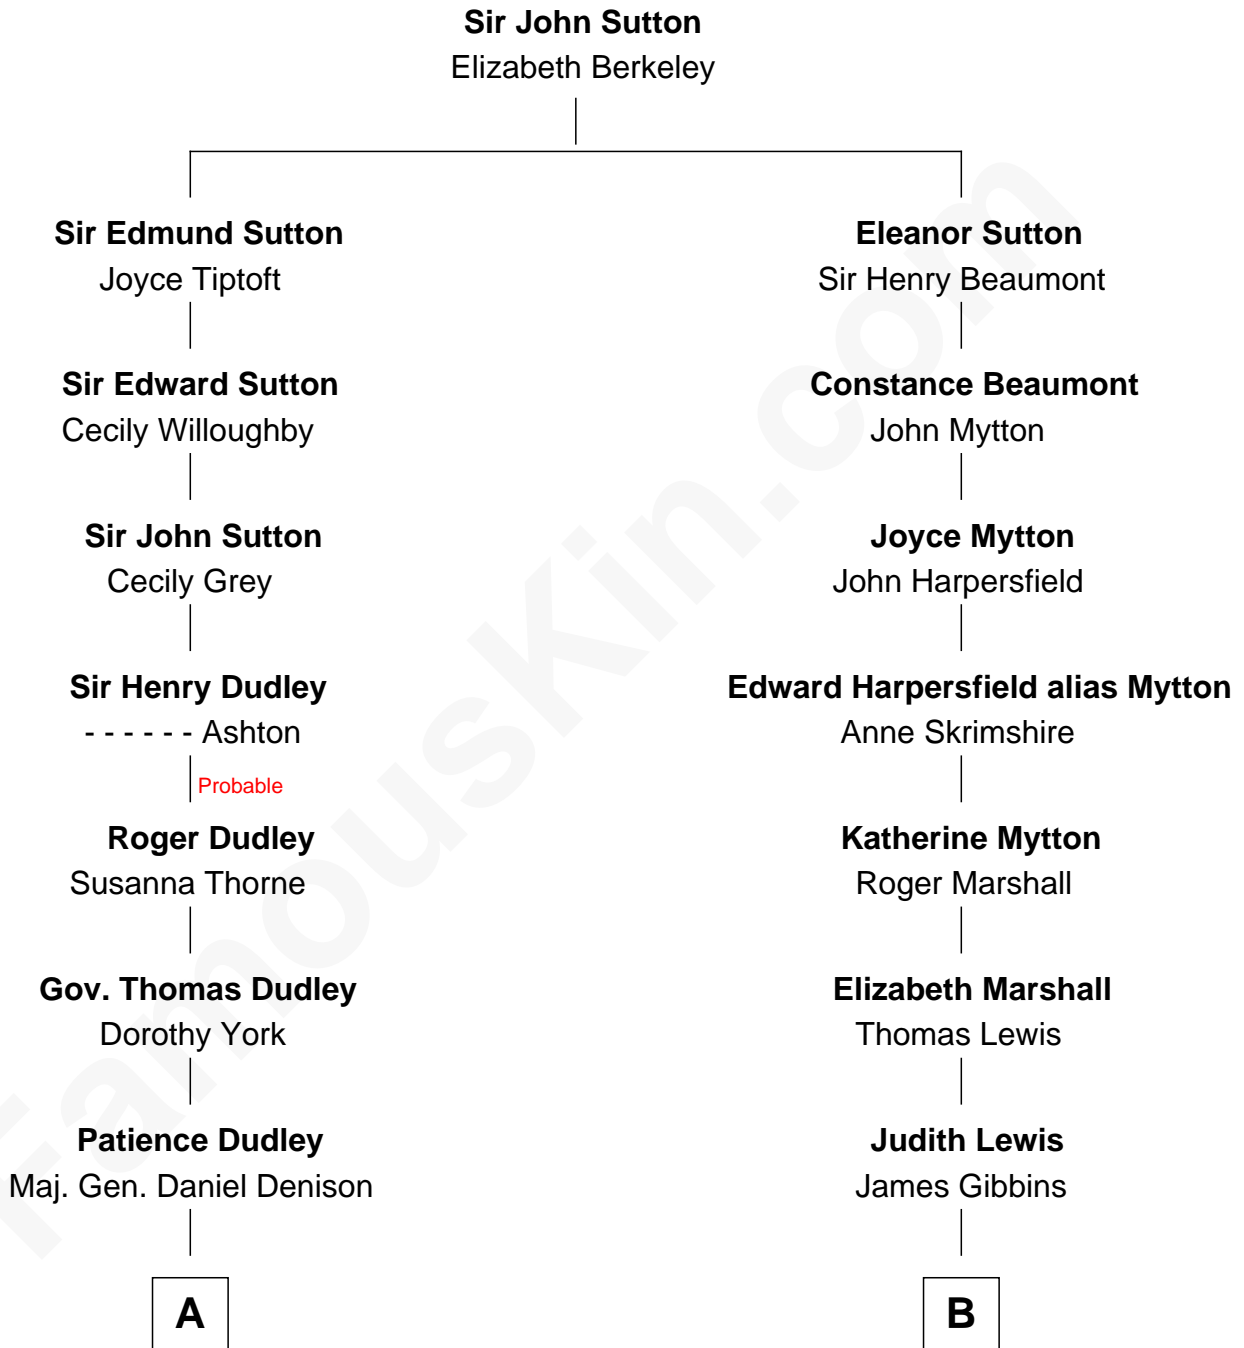 Sir John Sutton
Elizabeth Berkeley
Sir Edmund Sutton
Joyce Tiptoft
Eleanor Sutton
Sir Henry Beaumont
Sir Edward Sutton
Cecily Willoughby
Constance Beaumont
John Mytton
Sir John Sutton
Cecily Grey
Joyce Mytton
John Harpersfield
Sir Henry Dudley
- - - - - - Ashton
Edward Harpersfield alias Mytton
Anne Skrimshire
Probable
Roger Dudley
Susanna Thorne
Katherine Mytton
Roger Marshall
Gov. Thomas Dudley
Dorothy York
Elizabeth Marshall
Thomas Lewis
Patience Dudley
Maj. Gen. Daniel Denison
Judith Lewis
James Gibbins
A
B
FamousKin.com